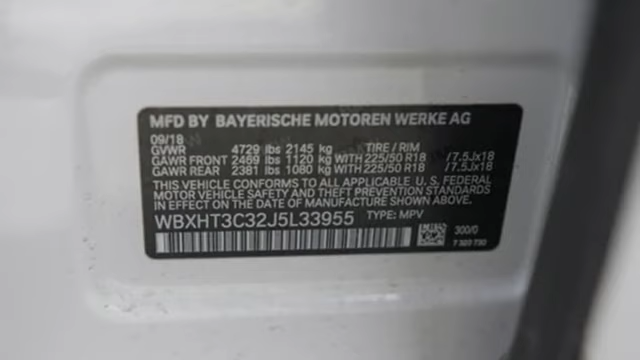 MFD BY BAYERISCHE MOTOREN WERKE AG
09/18
GVWR 4729 lbs 2145 kg TIRE / RIM
GAWR FRONT 2469 lbs 1120 kg WITH 225/50 R18 /7.5Jx18
GAWR REAR 2381 lbs 1080 kg WITH 225/50 R18 /7.5Jx18
THIS VEHICLE CONFORMS TO ALL APPLICABLE U. S. FEDERAL
MOTOR VEHICLE SAFETY AND THEFT PREVENTION STANDARDS
IN EFFECT ON THE DATE OF MANUFACTURE SHOWN ABOVE.
WBXHT3C32J5L33955 TYPE: MPV
300/0